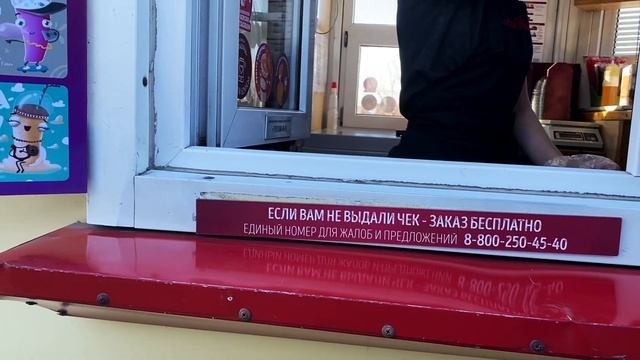 ЕСЛИ ВАМ НЕ ВЫДАЛИ ЧЕК - ЗАКАЗ БЕСПЛАТНО
ЕДИНЫЙ НОМЕР ДЛЯ ЖАЛОБ И ПРЕДЛОЖЕНИЙ 8-800-250-45-40